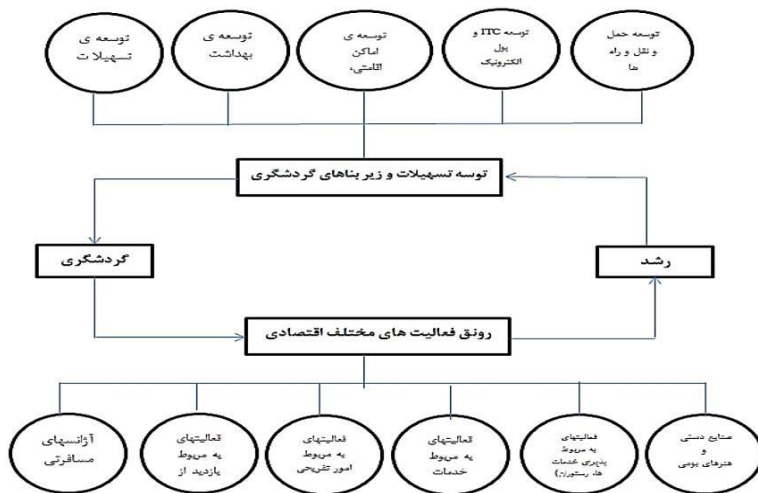 توسعه حمل
و نقل و راه
ها
توسعه ITC و
پول
الکترونیک
توسعه ی
اماکن
اقامتی،
توسعه ی
بهداشت
توسعه ی
تسهیلات
توسه تسهیلات و زیر بناهای گردشگری
رشد
گردشگری
رونق فعالیت های مختلف اقتصادی
صنایع دستی
و
هنرهای بومی
فعالیتهای
به مربوط
پذیری خدمات
ها، رستوران)
فعالیتهای
به مربوط
خدمات
فعالیتهای
به مربوط
امور تفریحی
فعالیتهای
به مربوط
بازدید از
آژانسهای
مسافرتی